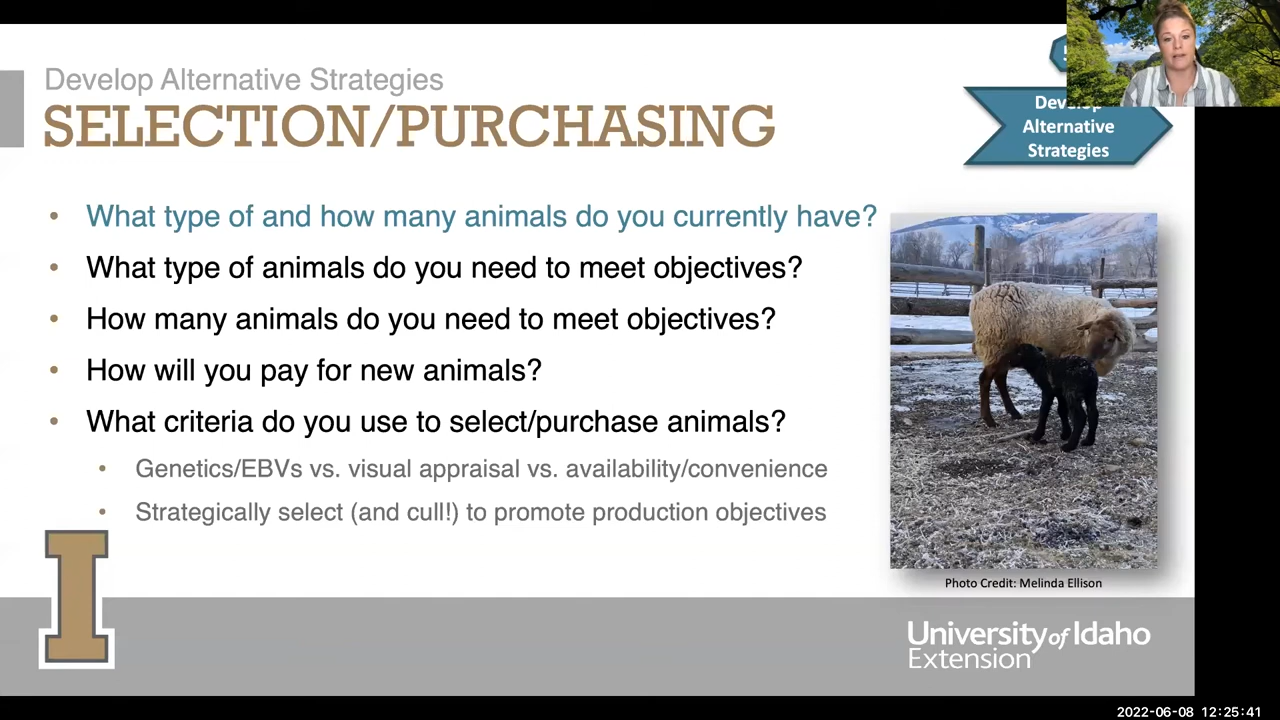 Develop Alternative Strategies
SELECTION/PURCHASING
Develop
Alternative
Strategies
• What type of and how many animals do you currently have?
• What type of animals do you need to meet objectives?
• How many animals do you need to meet objectives?
• How will you pay for new animals?
• What criteria do you use to select/purchase animals?
• Genetics/EBVs vs. visual appraisal vs. availability/convenience
• Strategically select (and cull!) to promote production objectives
Photo Credit: Melinda Ellison
I
University of Idaho
Extension
2022-06-08 12:25:41